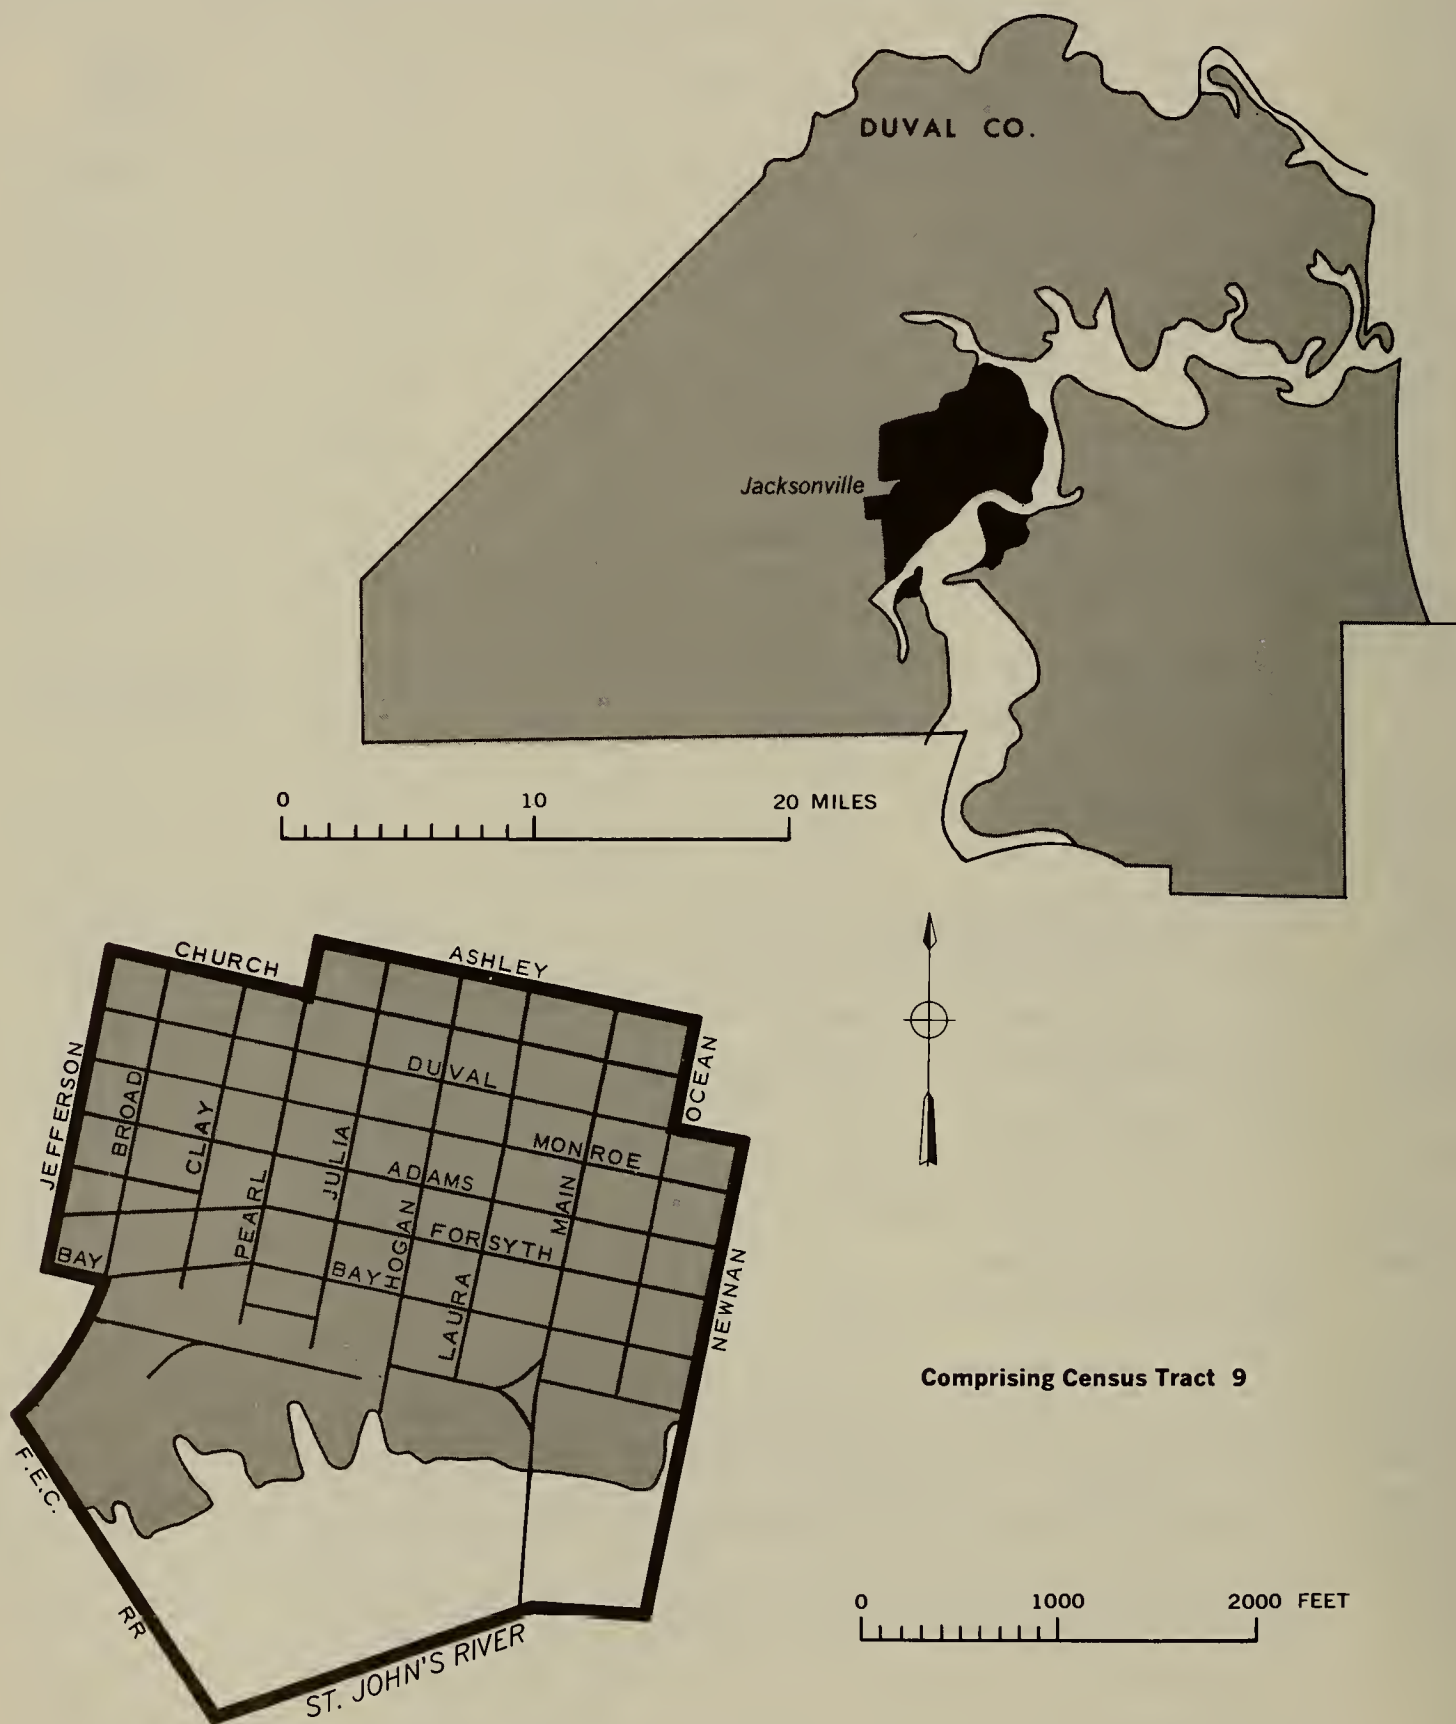 DUVAL CO.
Jacksonville
0 10 20 MILES
CHURCH
ASHLEY
JEFFERSON
BROAD
CLAY
PEARL
JULIA
HOGAN
LAURA
MAIN
OCEAN
NEWNAN
DUVAL
MONROE
ADAMS
FORSYTH
BAY
BAY
F.E.C.
RR
ST. JOHN'S RIVER
Comprising Census Tract 9
0 1000 2000 FEET